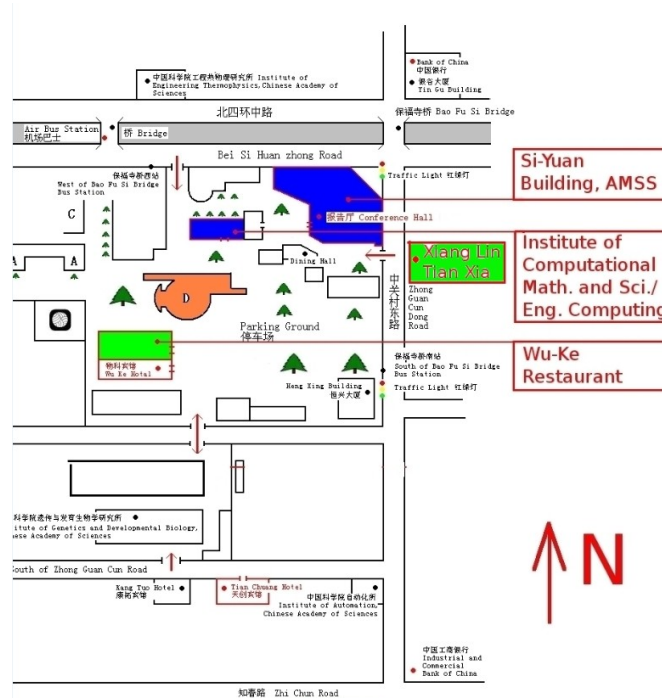 Bank of China
中国银行
银谷大厦
Yin Gu Building
中国科学院工程热物理研究所 Institute of
Engineering Thermophysics,Chinese Academy of
Sciences
北四环中路
保福寺桥 Bao Fu Si Bridge
Air Bus Station
机场巴士
桥 Bridge
Bei Si Huan zhong Road
保福寺桥西站
West of Bao Fu Si Bridge
Bus Station
Traffic Light 红绿灯
Si-Yuan
Building, AMSS
C
报告厅 Conference Hall
Institute of
Computational
Math. and Sci./
Eng. Computing
Xiang Lin
Tian Xia
A
A
Dining Hall
中关村东路
Zhong
Guan
Cun
Dong
Road
D
Parking Ground
停车场
物科宾馆
Wu Ke Hotel
Wu-Ke
Restaurant
保福寺桥南站
South of Bao Fu Si Bridge
Bus Station
Traffic Light 红绿灯
Heng Xing Building
恒兴大厦
科学院遗传与发育生物学研究所
itute of Genetics and Developmental Biology,
nese Academy of Sciences
South of Zhong Guan Cun Road
Kang Tuo Hotel
康拓宾馆
Tian Chuang Hotel
天创宾馆
中国科学院自动化所
Institute of Automation,
Chinese Academy of Sciences
N
中国工商银行
Industrial and
Commercial
Bank of China
知春路 Zhi Chun Road